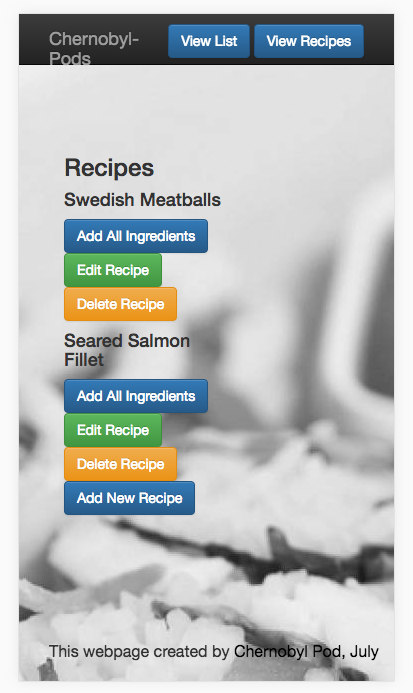 Chernobyl-
Pods
View List
View Recipes
Recipes
Swedish Meatballs
Add All Ingredients
Edit Recipe
Delete Recipe
Seared Salmon
Fillet
Add All Ingredients
Edit Recipe
Delete Recipe
Add New Recipe
This webpage created by Chernobyl Pod, July